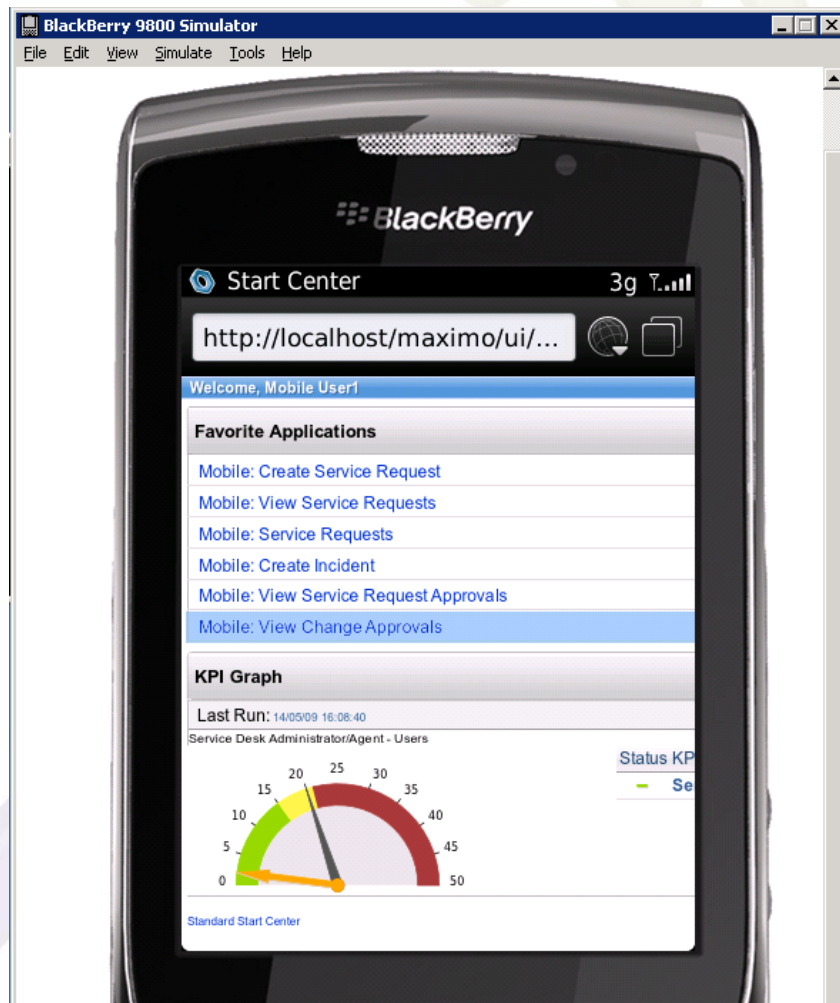 BlackBerry 9800 Simulator
File Edit View Simulate Tools Help
BlackBerry
Start Center 3g
http://localhost/maximo/ui/...
Welcome, Mobile User1
Favorite Applications
Mobile: Create Service Request
Mobile: View Service Requests
Mobile: Service Requests
Mobile: Create Incident
Mobile: View Service Request Approvals
Mobile: View Change Approvals
KPI Graph
Last Run: 14/05/09 16:08:40
Service Desk Administrator/Agent - Users
Status KP
Se
0 5 10 15 20 25 30 35 40 45 50
Standard Start Center